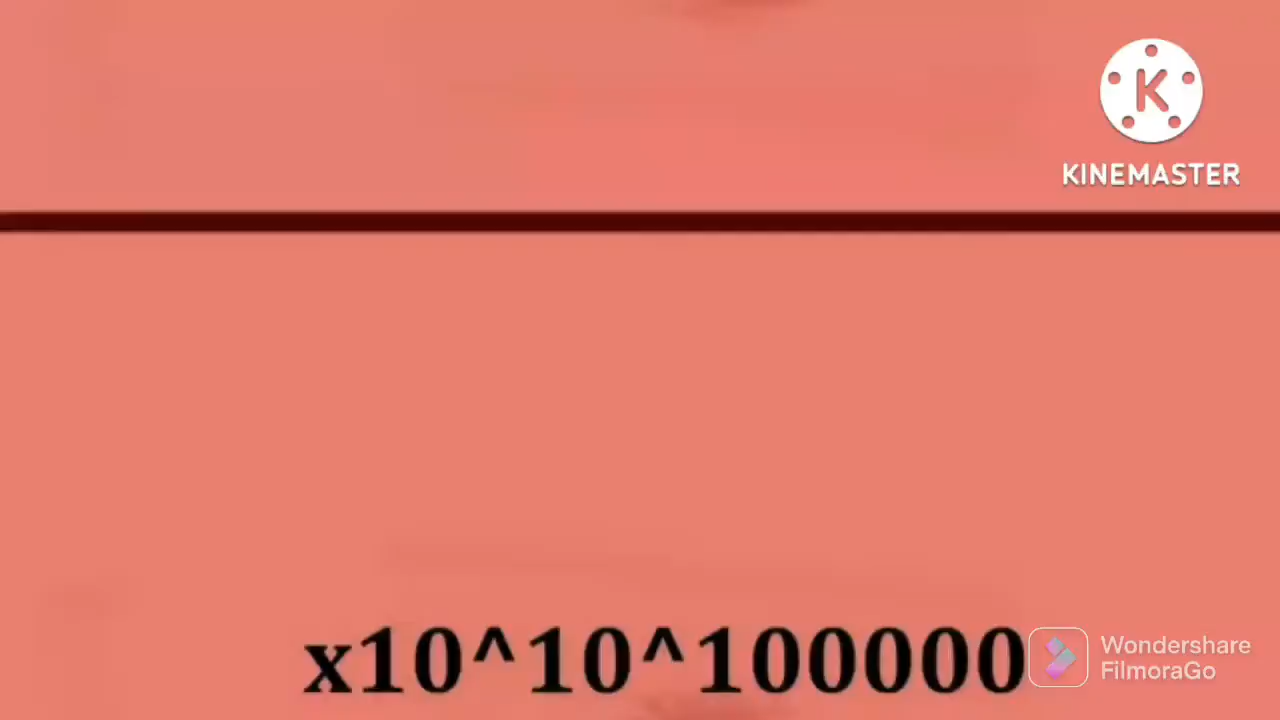 K
KINEMASTER
x10^10^100000
Wondershare
FilmoraGo